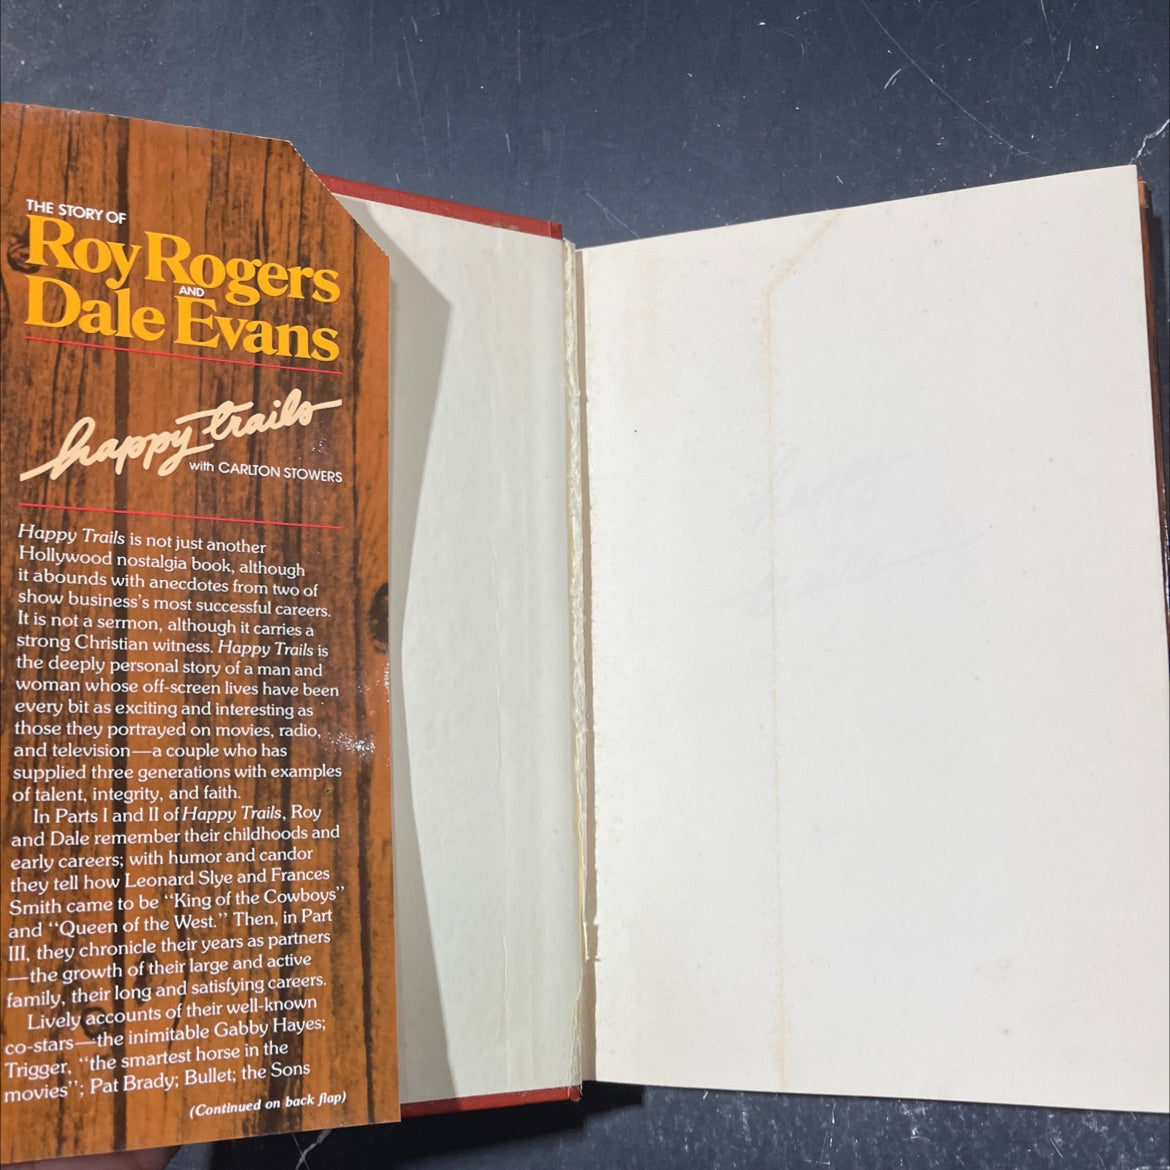 THE STORY OF
Roy Rogers
AND
Dale Evans
happy trails
with CARLTON STOWERS
Happy Trails is not just another
Hollywood nostalgia book, although
it abounds with anecdotes from two of
show business's most successful careers.
It is not a sermon, although it carries a
strong Christian witness. Happy Trails is
the deeply personal story of a man and
woman whose off-screen lives have been
every bit as exciting and interesting as
those they portrayed on movies, radio,
and television—a couple who has
supplied three generations with examples
of talent, integrity, and faith.
In Parts I and II of Happy Trails, Roy
and Dale remember their childhoods and
early careers; with humor and candor
they tell how Leonard Slye and Frances
Smith came to be "King of the Cowboys"
and "Queen of the West." Then, in Part
III, they chronicle their years as partners
—the growth of their large and active
family, their long and satisfying careers.
Lively accounts of their well-known
co-stars—the inimitable Gabby Hayes;
Trigger, "the smartest horse in the
movies"; Pat Brady; Bullet; the Sons
(Continued on back flap)